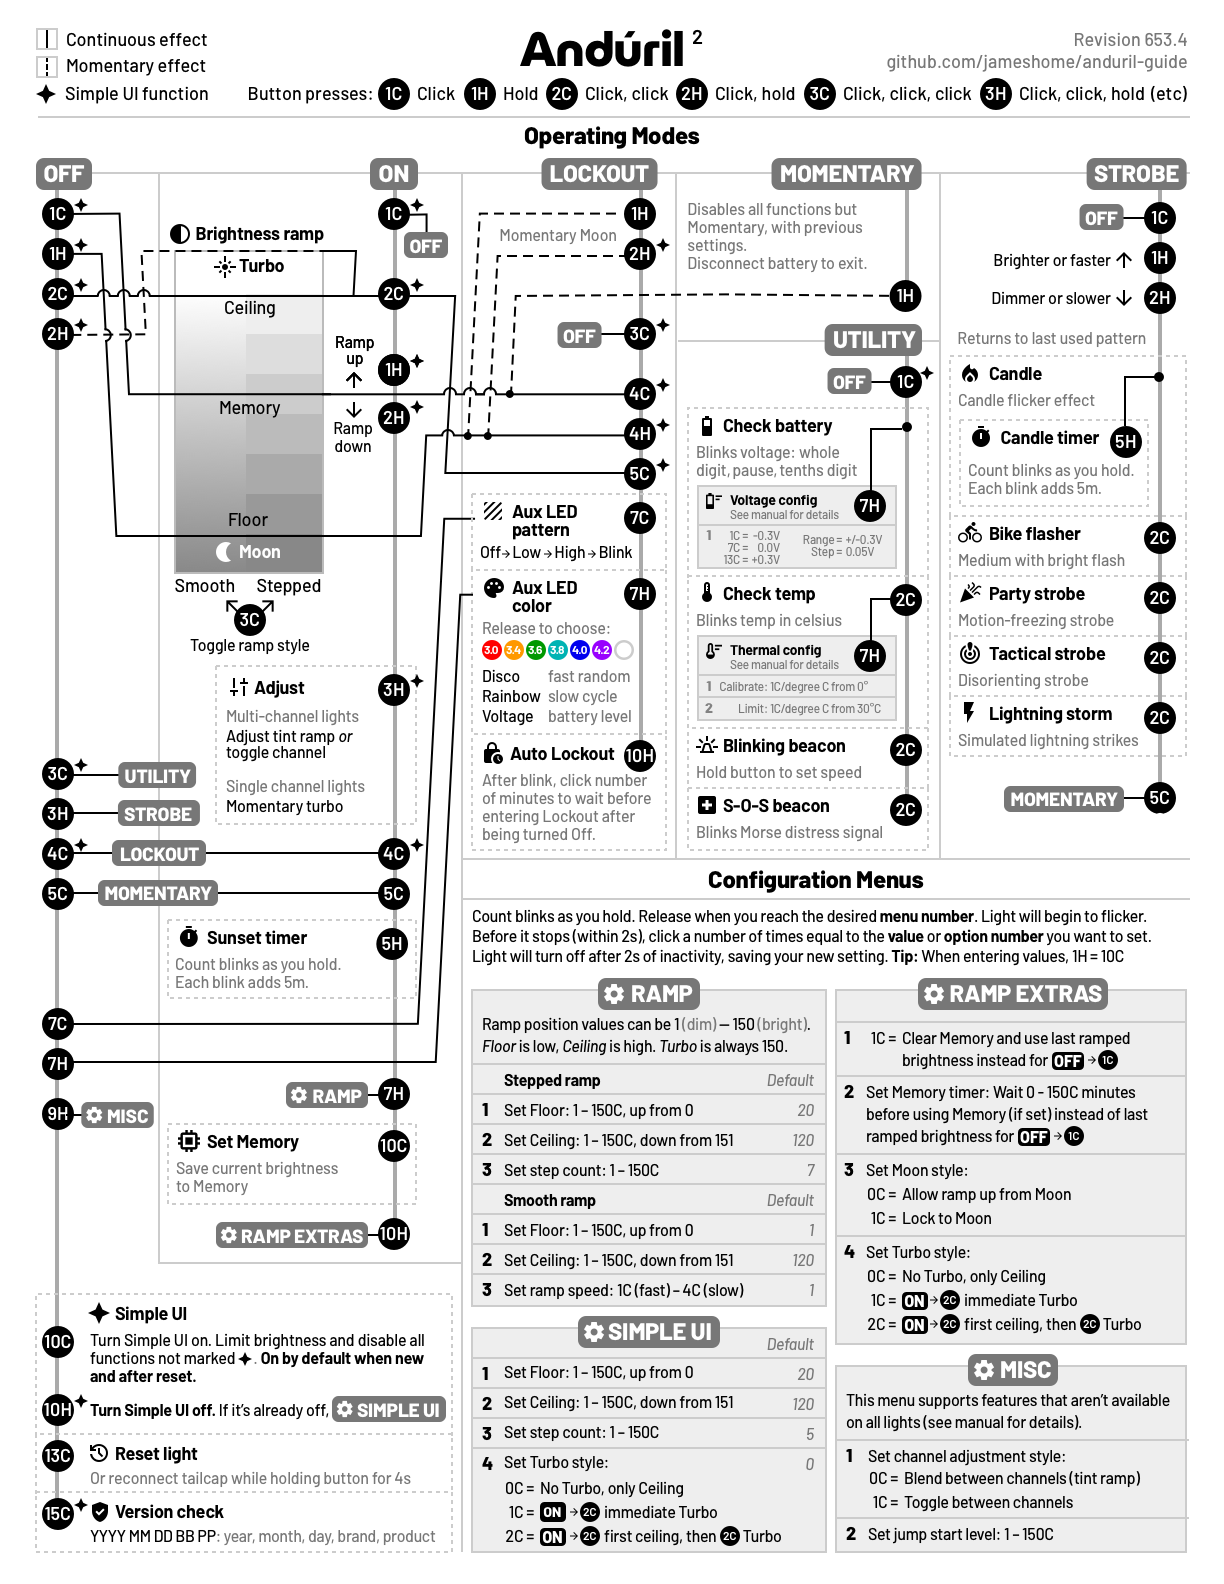 Continuous effect
Momentary effect
Simple UI function
Andúril 2
Revision 653.4
github.com/jameshome/anduril-guide
Button presses: 1C Click 1H Hold 2C Click, click 2H Click, hold 3C Click, click, click 3H Click, click, hold (etc)
Operating Modes
OFF
1C
1H
2C
2H
Brightness ramp
Turbo
Ceiling
Memory
Floor
Moon
Smooth Stepped
3C
Toggle ramp style
Ramp
up
Ramp
down
ON
1C
OFF
2C
1H
2H
Adjust
3H
Multi-channel lights
Adjust tint ramp or
toggle channel
Single channel lights
Momentary turbo
3C UTILITY
3H STROBE
4C LOCKOUT 4C
5C MOMENTARY 5C
Sunset timer
5H
Count blinks as you hold.
Each blink adds 5m.
7C
7H
RAMP 7H
9H MISC
Set Memory
10C
Save current brightness
to Memory
RAMP EXTRAS 10H
Simple UI
10C
Turn Simple UI on. Limit brightness and disable all
functions not marked . On by default when new
and after reset.
10H Turn Simple UI off. If it's already off, SIMPLE UI
13C Reset light
Or reconnect tailcap while holding button for 4s
15C Version check
YYYY MM DD BB PP: year, month, day, brand, product
LOCKOUT
1H
Momentary Moon
2H
OFF 3C
4C
4H
5C
Aux LED
pattern
7C
Off→Low→High→Blink
Aux LED
color
7H
Release to choose:
3.0 3.4 3.6 3.8 4.0 4.2
Disco fast random
Rainbow slow cycle
Voltage battery level
Auto Lockout 10H
After blink, click number
of minutes to wait before
entering Lockout after
being turned Off.
MOMENTARY
Disables all functions but
Momentary, with previous
settings.
Disconnect battery to exit.
1H
UTILITY
OFF 1C
Check battery
Blinks voltage: whole
digit, pause, tenths digit
Voltage config
See manual for details
7H
1 1C = -0.3V
7C = 0.0V
13C = +0.3V
Range = +/-0.3V
Step = 0.05V
Check temp
2C
Blinks temp in celsius
Thermal config
See manual for details
7H
1 Calibrate: 1C/degree C from 0°
2 Limit: 1C/degree C from 30°C
Blinking beacon
2C
Hold button to set speed
S-O-S beacon
2C
Blinks Morse distress signal
STROBE
OFF 1C
Brighter or faster ↑ 1H
Dimmer or slower ↓ 2H
Returns to last used pattern
Candle
Candle flicker effect
Candle timer 5H
Count blinks as you hold.
Each blink adds 5m.
Bike flasher 2C
Medium with bright flash
Party strobe 2C
Motion-freezing strobe
Tactical strobe 2C
Disorienting strobe
Lightning storm 2C
Simulated lightning strikes
MOMENTARY 5C
Configuration Menus
Count blinks as you hold. Release when you reach the desired menu number. Light will begin to flicker.
Before it stops (within 2s), click a number of times equal to the value or option number you want to set.
Light will turn off after 2s of inactivity, saving your new setting. Tip: When entering values, 1H = 10C
RAMP
Ramp position values can be 1 (dim) – 150 (bright).
Floor is low, Ceiling is high. Turbo is always 150.
Stepped ramp Default
1 Set Floor: 1 – 150C, up from 0 20
2 Set Ceiling: 1 – 150C, down from 151 120
3 Set step count: 1 – 150C 7
Smooth ramp Default
1 Set Floor: 1 – 150C, up from 0 1
2 Set Ceiling: 1 – 150C, down from 151 120
3 Set ramp speed: 1C (fast) – 4C (slow) 1
SIMPLE UI
Default
1 Set Floor: 1 – 150C, up from 0 20
2 Set Ceiling: 1 – 150C, down from 151 120
3 Set step count: 1 – 150C 5
4 Set Turbo style: 0
0C = No Turbo, only Ceiling
1C = ON → 2C immediate Turbo
2C = ON → 2C first ceiling, then 2C Turbo
RAMP EXTRAS
1 1C = Clear Memory and use last ramped
brightness instead for OFF → 1C
2 Set Memory timer: Wait 0 - 150C minutes
before using Memory (if set) instead of last
ramped brightness for OFF → 1C
3 Set Moon style:
0C = Allow ramp up from Moon
1C = Lock to Moon
4 Set Turbo style:
0C = No Turbo, only Ceiling
1C = ON → 2C immediate Turbo
2C = ON → 2C first ceiling, then 2C Turbo
MISC
This menu supports features that aren't available
on all lights (see manual for details).
1 Set channel adjustment style:
0C = Blend between channels (tint ramp)
1C = Toggle between channels
2 Set jump start level: 1 – 150C